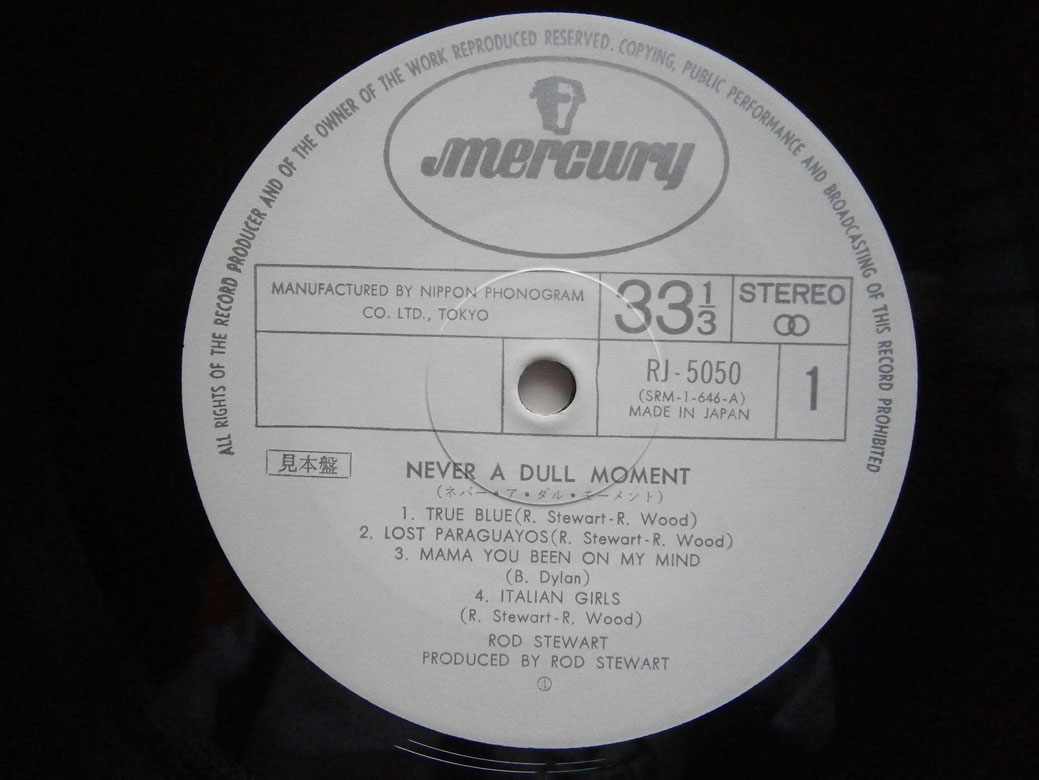 ALL RIGHTS OF THE RECORD PRODUCER AND OF THE OWNER OF THE WORK REPRODUCED RESERVED. COPYING, PUBLIC PERFORMANCE AND BROADCASTING OF THIS RECORD PROHIBITED
mercury
MANUFACTURED BY NIPPON PHONOGRAM
CO. LTD., TOKYO
33 1/3
STEREO
RJ-5050
(SRM-1-646-A)
MADE IN JAPAN
1
見本盤
NEVER A DULL MOMENT
(ネバー・ア・ダル・モーメント)
1. TRUE BLUE(R. Stewart-R. Wood)
2. LOST PARAGUAYOS(R. Stewart-R. Wood)
3. MAMA YOU BEEN ON MY MIND
(B. Dylan)
4. ITALIAN GIRLS
(R. Stewart-R. Wood)
ROD STEWART
PRODUCED BY ROD STEWART